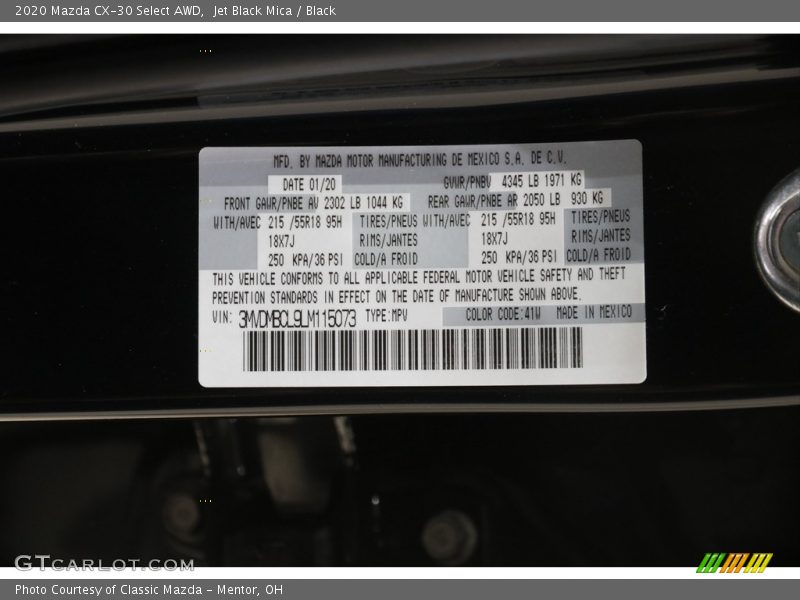 2020 Mazda CX-30 Select AWD,  Jet Black Mica / Black
MFD. BY MAZDA MOTOR MANUFACTURING DE MEXICO S.A. DE C.V.
DATE 01/20 GVWR/PNBV 4345 LB 1971 KG
FRONT GAWR/PNBE AV 2302 LB 1044 KG REAR GAWR/PNBE AR 2050 LB 930 KG
WITH/AVEC 215 /55R18 95H TIRES/PNEUS WITH/AVEC 215 /55R18 95H TIRES/PNEUS
18X7J RIMS/JANTES 18X7J RIMS/JANTES
250 KPA/36 PSI COLD/A FROID 250 KPA/36 PSI COLD/A FROID
THIS VEHICLE CONFORMS TO ALL APPLICABLE FEDERAL MOTOR VEHICLE SAFETY AND THEFT
PREVENTION STANDARDS IN EFFECT ON THE DATE OF MANUFACTURE SHOWN ABOVE.
VIN: 3MVDMBCL9LM115073 TYPE:MPV COLOR CODE:41W MADE IN MEXICO
GTCARLOT.COM
Photo Courtesy of Classic Mazda - Mentor, OH